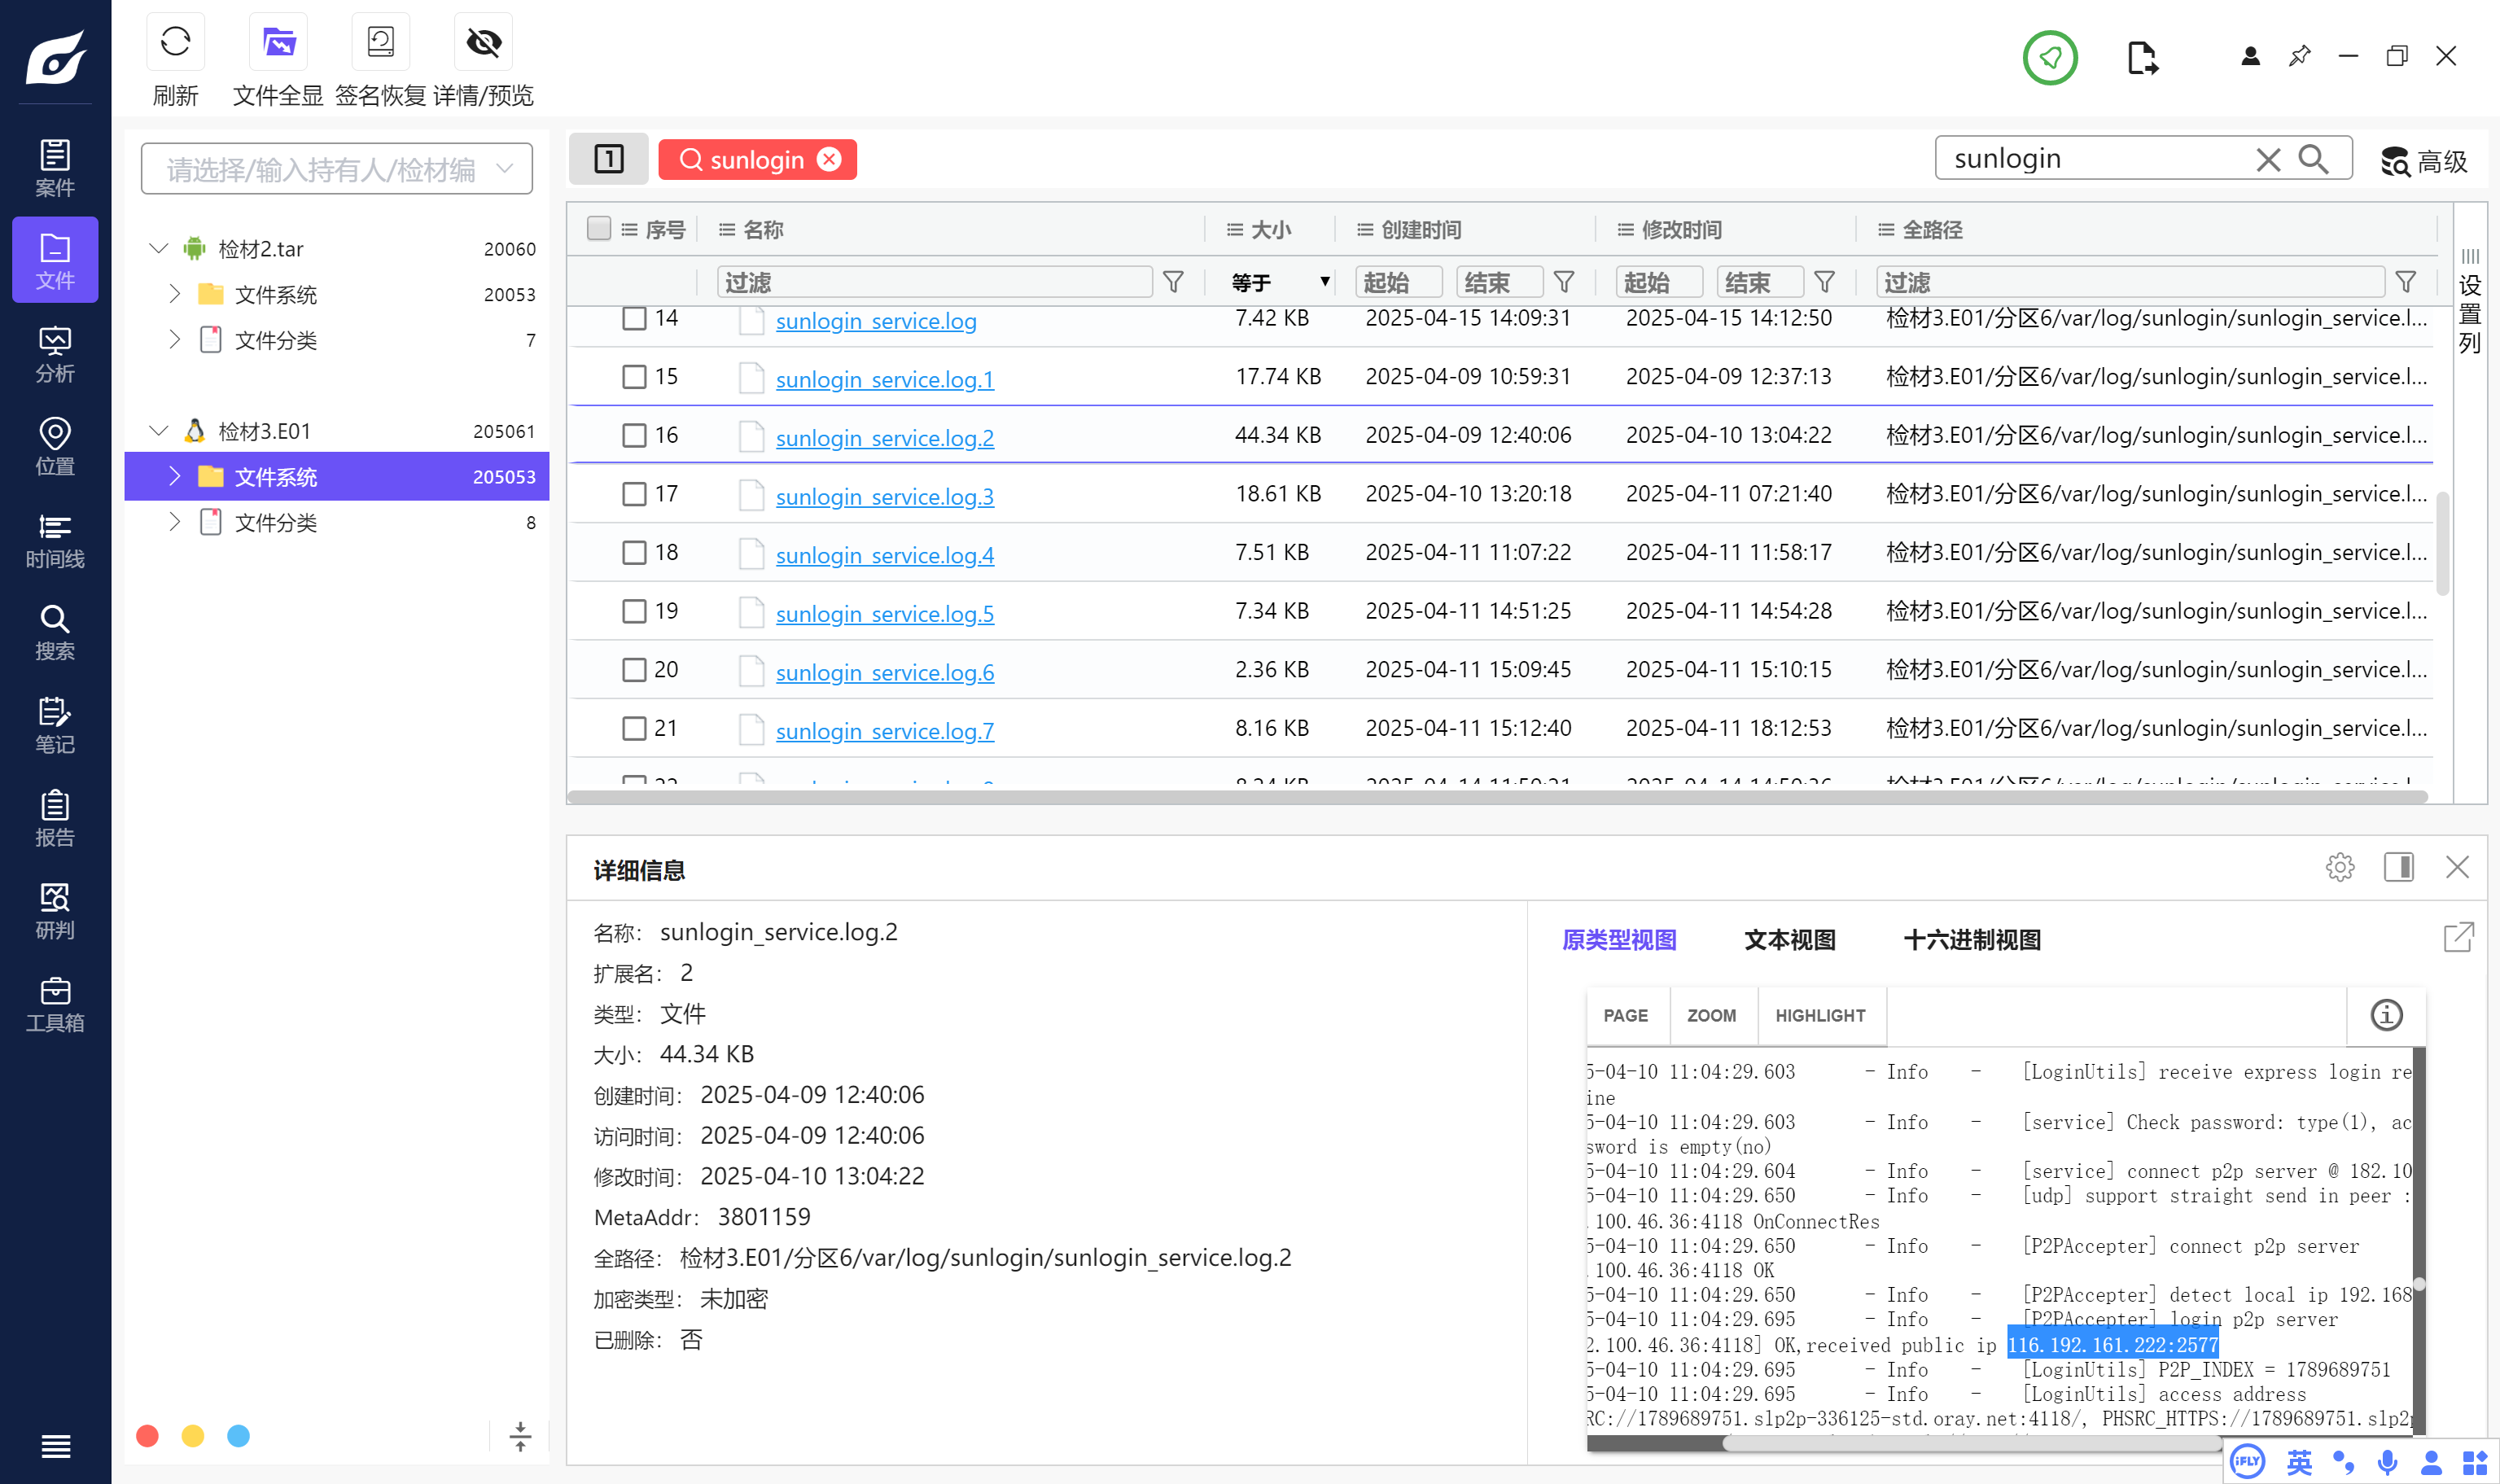 刷新
文件全显
签名恢复
详情/预览
案件
文件
分析
位置
时间线
搜索
笔记
报告
研判
工具箱
请选择/输入持有人/检材编
检材2.tar 20060
文件系统 20053
文件分类 7
检材3.E01 205061
文件系统 205053
文件分类 8
1 sunlogin
sunlogin 高级
序号 名称 大小 创建时间 修改时间 全路径
过滤 等于 起始 结束 起始 结束 过滤
设置列
14 sunlogin_service.log 7.42 KB 2025-04-15 14:09:31 2025-04-15 14:12:50 检材3.E01/分区6/var/log/sunlogin/sunlogin_service.l...
15 sunlogin_service.log.1 17.74 KB 2025-04-09 10:59:31 2025-04-09 12:37:13 检材3.E01/分区6/var/log/sunlogin/sunlogin_service.l...
16 sunlogin_service.log.2 44.34 KB 2025-04-09 12:40:06 2025-04-10 13:04:22 检材3.E01/分区6/var/log/sunlogin/sunlogin_service.l...
17 sunlogin_service.log.3 18.61 KB 2025-04-10 13:20:18 2025-04-11 07:21:40 检材3.E01/分区6/var/log/sunlogin/sunlogin_service.l...
18 sunlogin_service.log.4 7.51 KB 2025-04-11 11:07:22 2025-04-11 11:58:17 检材3.E01/分区6/var/log/sunlogin/sunlogin_service.l...
19 sunlogin_service.log.5 7.34 KB 2025-04-11 14:51:25 2025-04-11 14:54:28 检材3.E01/分区6/var/log/sunlogin/sunlogin_service.l...
20 sunlogin_service.log.6 2.36 KB 2025-04-11 15:09:45 2025-04-11 15:10:15 检材3.E01/分区6/var/log/sunlogin/sunlogin_service.l...
21 sunlogin_service.log.7 8.16 KB 2025-04-11 15:12:40 2025-04-11 18:12:53 检材3.E01/分区6/var/log/sunlogin/sunlogin_service.l...
详细信息
名称： sunlogin_service.log.2
扩展名： 2
类型： 文件
大小： 44.34 KB
创建时间： 2025-04-09 12:40:06
访问时间： 2025-04-09 12:40:06
修改时间： 2025-04-10 13:04:22
MetaAddr： 3801159
全路径： 检材3.E01/分区6/var/log/sunlogin/sunlogin_service.log.2
加密类型： 未加密
已删除： 否
原类型视图 文本视图 十六进制视图
PAGE ZOOM HIGHLIGHT
5-04-10 11:04:29.603 - Info - [LoginUtils] receive express login re
ine
5-04-10 11:04:29.603 - Info - [service] Check password: type(1), ac
sword is empty(no)
5-04-10 11:04:29.604 - Info - [service] connect p2p server @ 182.10
5-04-10 11:04:29.650 - Info - [udp] support straight send in peer :
.100.46.36:4118 OnConnectRes
5-04-10 11:04:29.650 - Info - [P2PAccepter] connect p2p server
.100.46.36:4118 OK
5-04-10 11:04:29.650 - Info - [P2PAccepter] detect local ip 192.168
5-04-10 11:04:29.695 - Info - [P2PAccepter] login p2p server
2.100.46.36:4118] OK,received public ip 116.192.161.222:2577
5-04-10 11:04:29.695 - Info - [LoginUtils] P2P_INDEX = 1789689751
5-04-10 11:04:29.695 - Info - [LoginUtils] access address
RC://1789689751.slp2p-336125-std.oray.net:4118/, PHSRC_HTTPS://1789689751.slp2p
iFLY 英